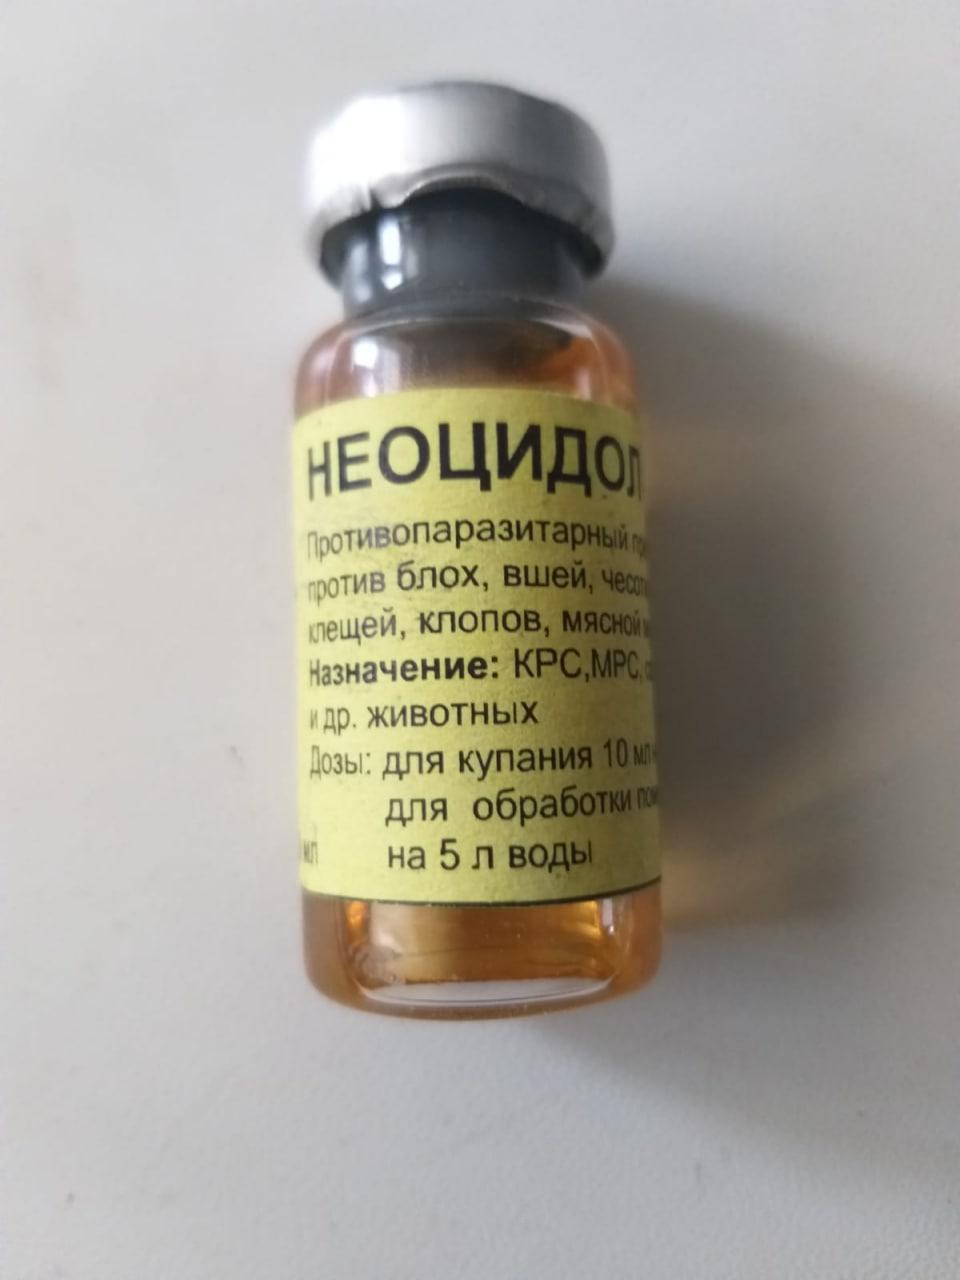 НЕОЦИДОЛ
Противопаразитарный
против блох, вшей,
клещей, клопов, мясной
Назначение: КРС,МРС,
и др. животных
Дозы: для купания 10 мл
для обработки
на 5 л воды
мл